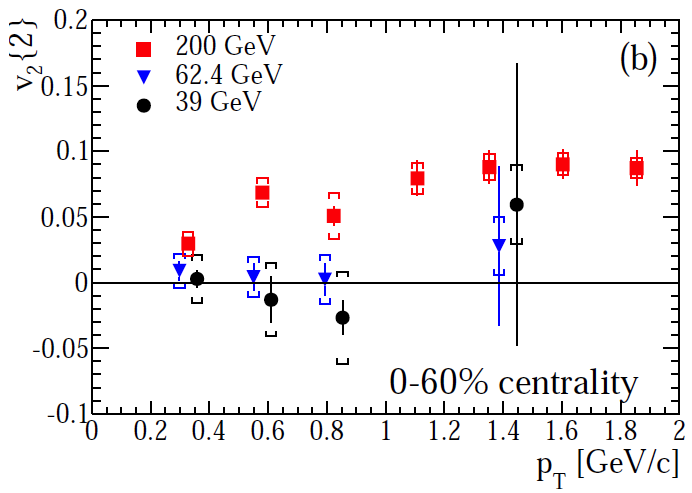 0.2
0.15
0.1
0.05
0
-0.05
-0.1
v2{2}
200 GeV
62.4 GeV
39 GeV
(b)
0-60% centrality
0 0.2 0.4 0.6 0.8 1 1.2 1.4 1.6 1.8 2
pT [GeV/c]